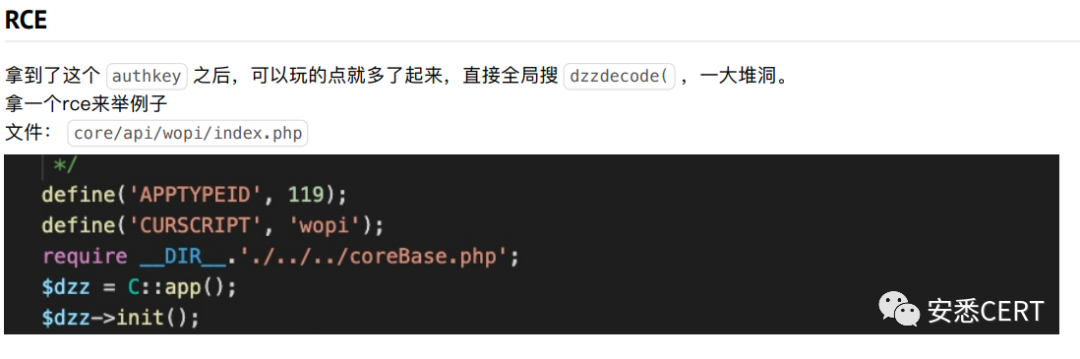 RCE
拿到了这个 authkey 之后，可以玩的点就多了起来，直接全局搜 dzzdecode( ，一大堆洞。
拿一个rce来举例子
文件： core/api/wopi/index.php
*/
define('APPTYPEID', 119);
define('CURSCRIPT', 'wopi');
require __DIR__.'./../../coreBase.php';
$dzz = C::app();
$dzz->init();
安悉CERT